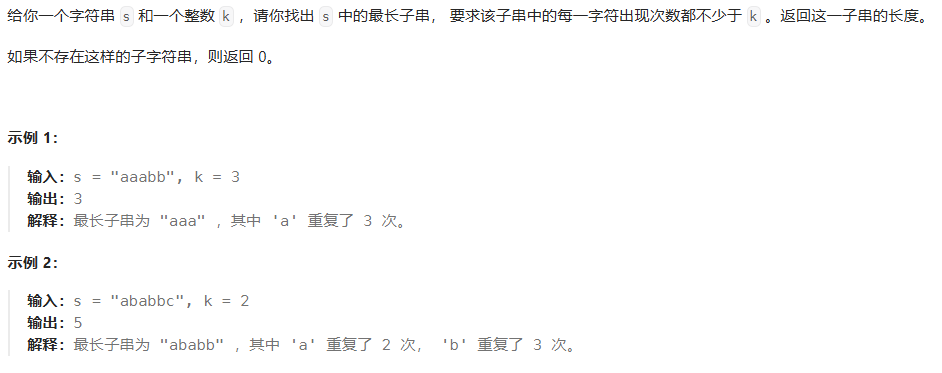 给你一个字符串 s 和一个整数 k ，请你找出 s 中的最长子串， 要求该子串中的每一字符出现次数都不少于 k 。返回这一子串的长度。
如果不存在这样的子字符串，则返回 0。
示例 1：
输入：s = "aaabb", k = 3
输出：3
解释：最长子串为 "aaa" ，其中 'a' 重复了 3 次。
示例 2：
输入：s = "ababbc", k = 2
输出：5
解释：最长子串为 "ababb" ，其中 'a' 重复了 2 次， 'b' 重复了 3 次。